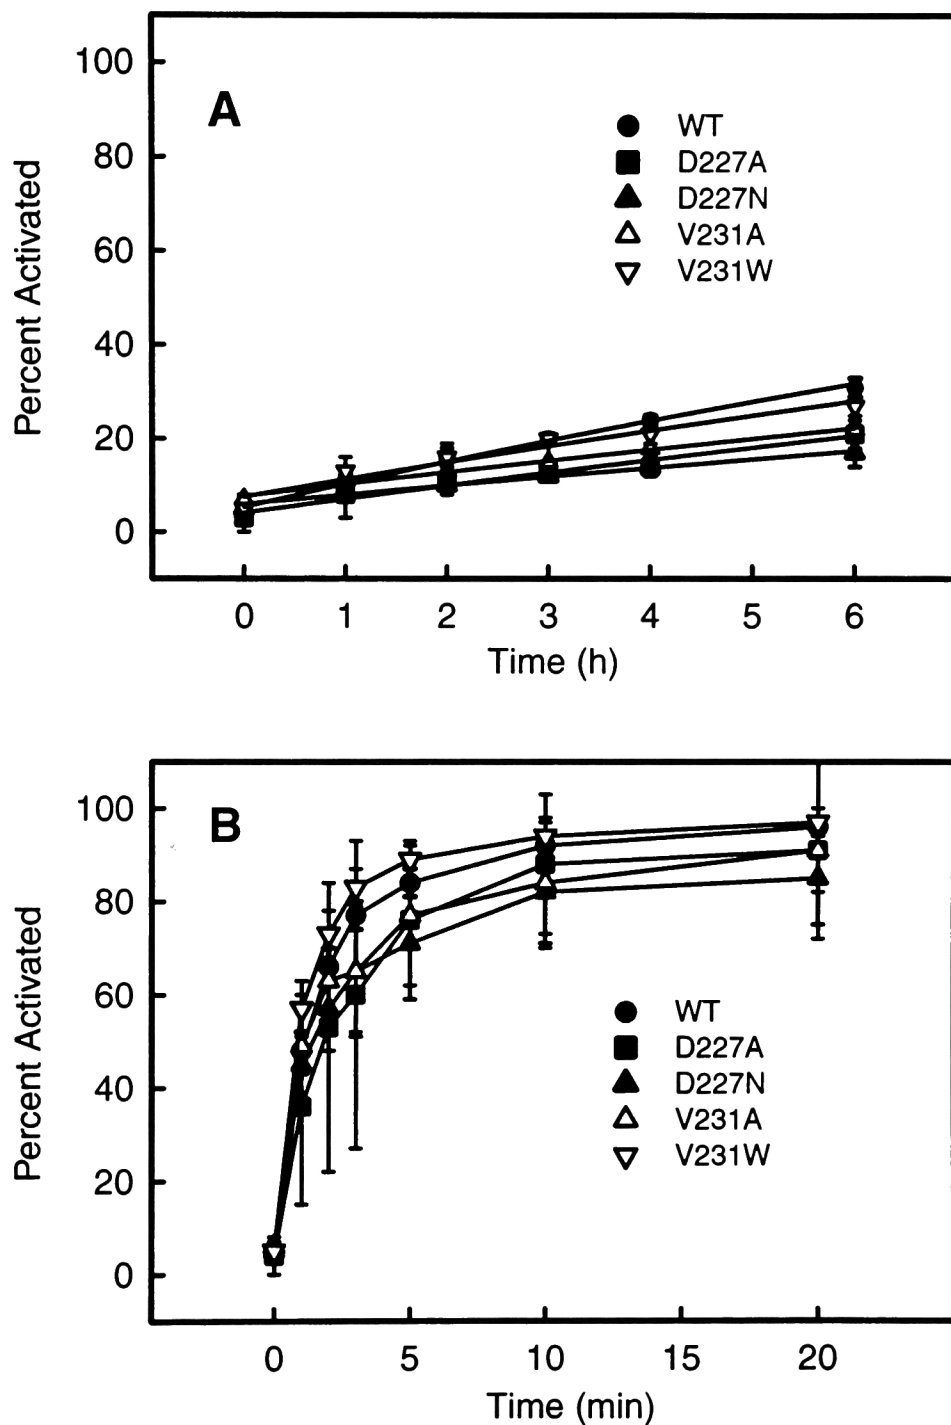 A
100
80
60
40
20
0
Percent Activated
WT
D227A
D227N
V231A
V231W
0 1 2 3 4 5 6
Time (h)
B
100
80
60
40
20
0
Percent Activated
WT
D227A
D227N
V231A
V231W
0 5 10 15 20
Time (min)